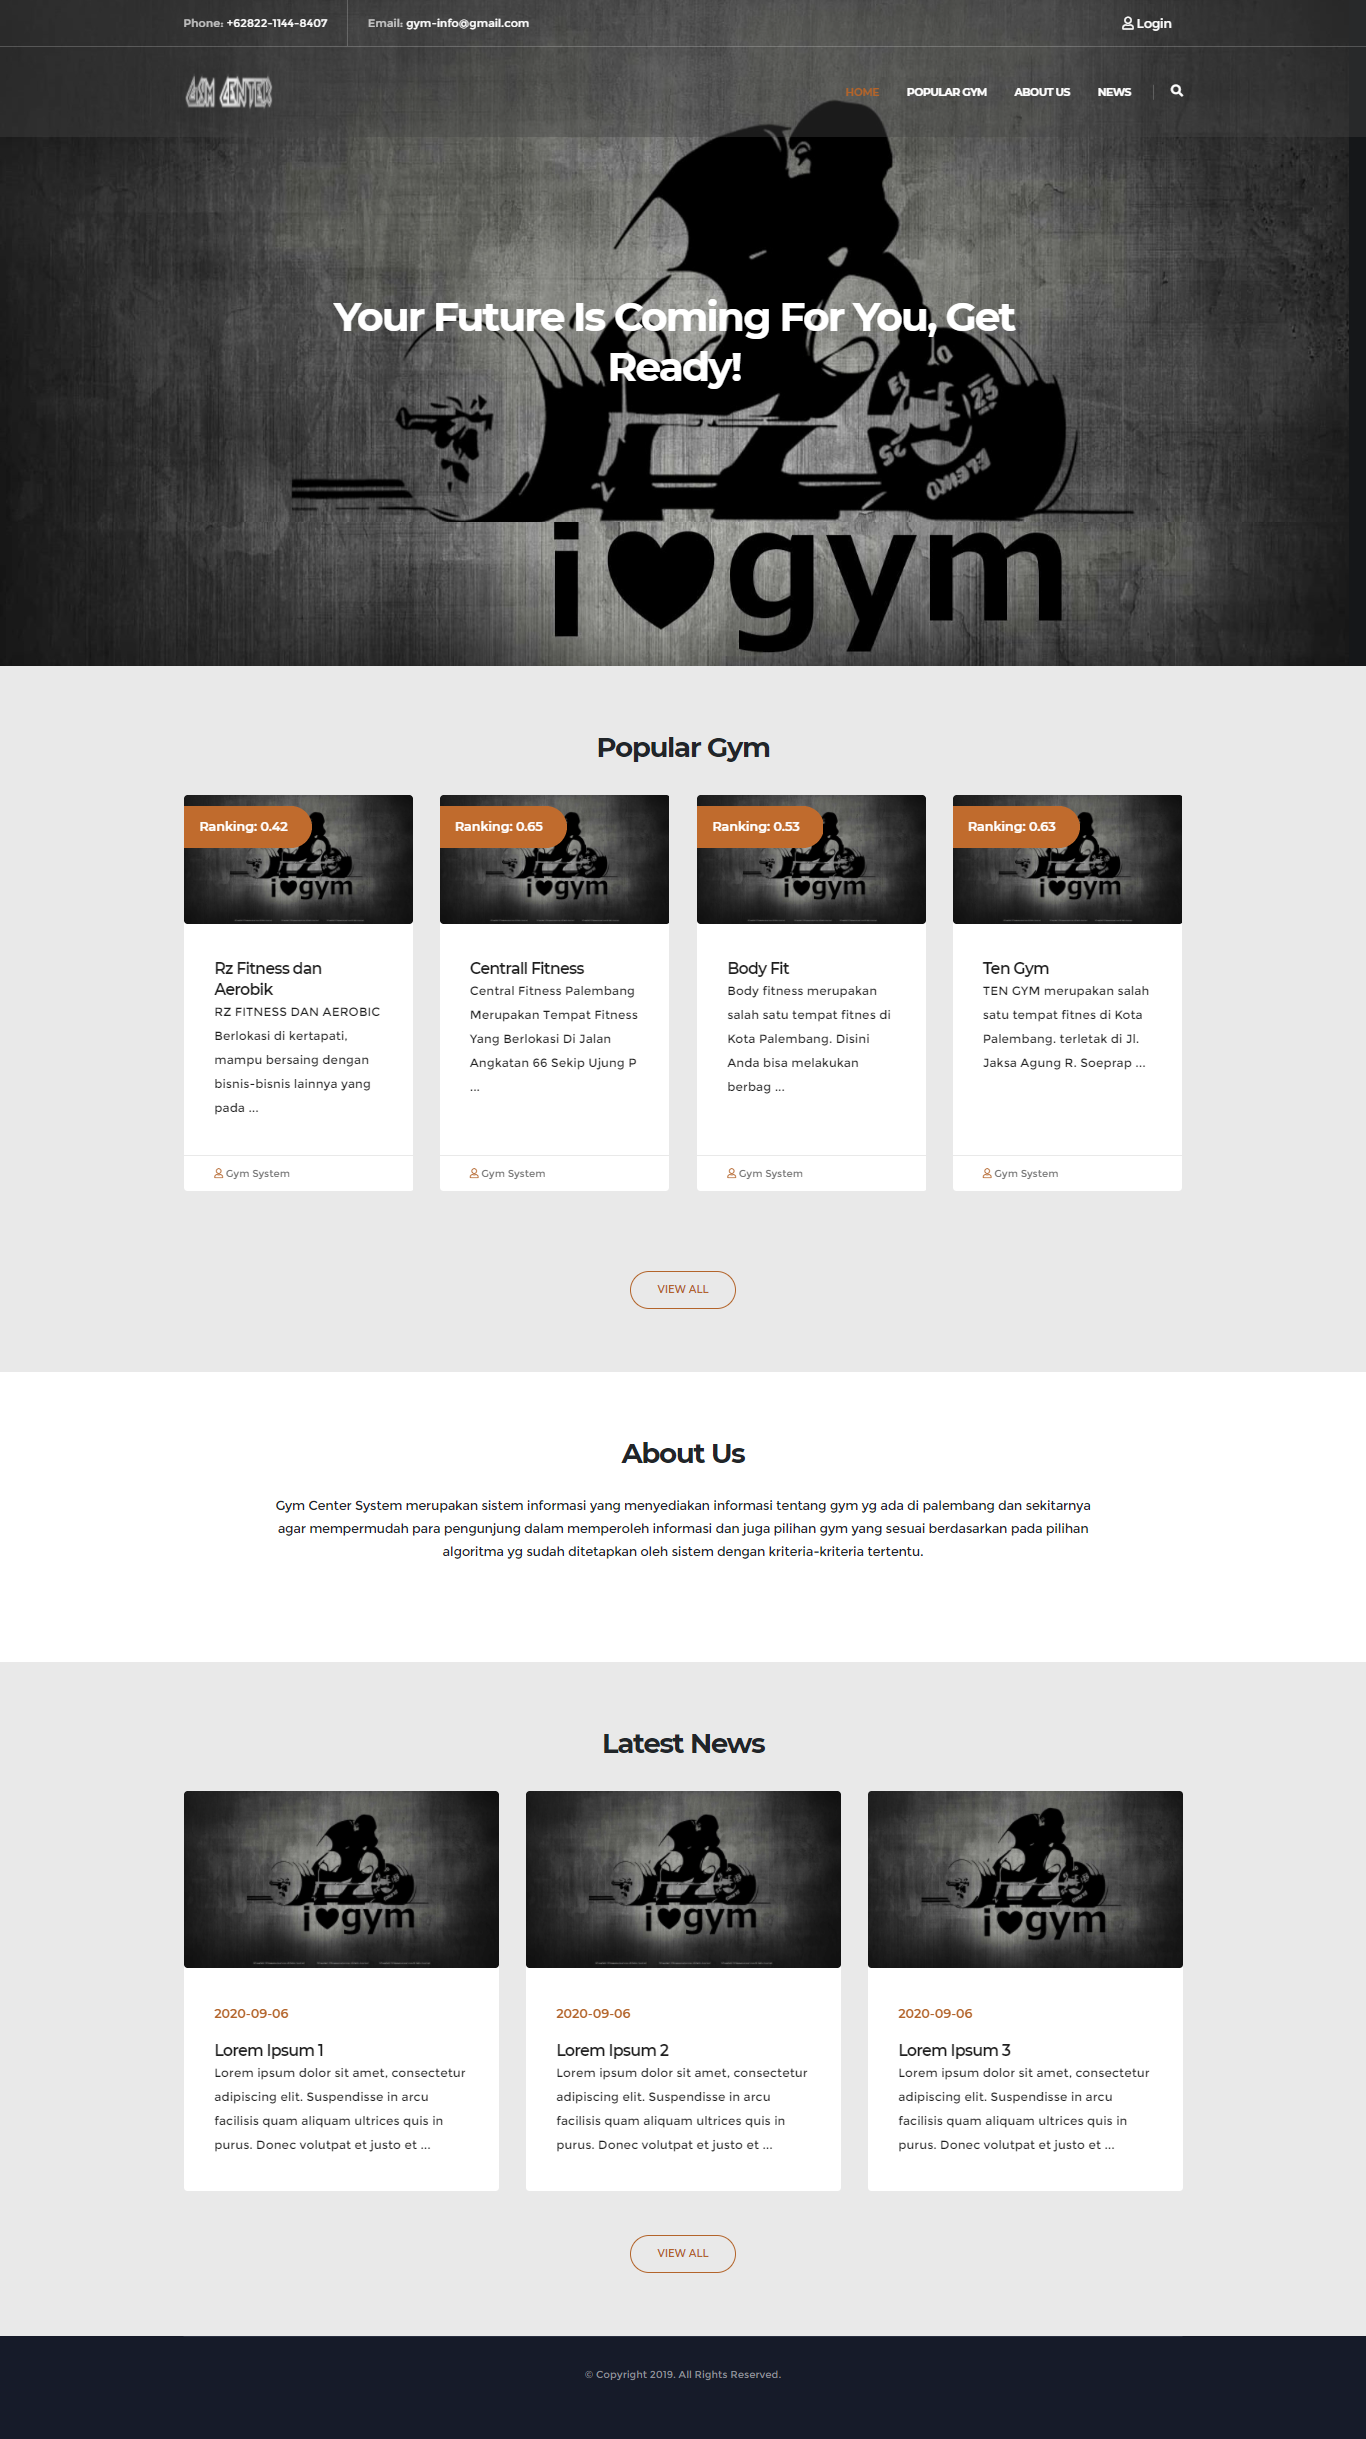 Phone: +62822-1144-8407
Email: gym-info@gmail.com
Login
HOME
POPULAR GYM
ABOUT US
NEWS
Your Future Is Coming For You, Get
Ready!
ELEIKO
25
25
10
i♥gym
Popular Gym
Ranking: 0.42
i♥gym
Rz Fitness dan
Aerobik
RZ FITNESS DAN AEROBIC
Berlokasi di kertapati,
mampu bersaing dengan
bisnis-bisnis lainnya yang
pada ...
Gym System
Ranking: 0.65
i♥gym
Centrall Fitness
Central Fitness Palembang
Merupakan Tempat Fitness
Yang Berlokasi Di Jalan
Angkatan 66 Sekip Ujung P
...
Gym System
Ranking: 0.53
i♥gym
Body Fit
Body fitness merupakan
salah satu tempat fitnes di
Kota Palembang. Disini
Anda bisa melakukan
berbag ...
Gym System
Ranking: 0.63
i♥gym
Ten Gym
TEN GYM merupakan salah
satu tempat fitnes di Kota
Palembang. terletak di Jl.
Jaksa Agung R. Soeprap ...
Gym System
VIEW ALL
About Us
Gym Center System merupakan sistem informasi yang menyediakan informasi tentang gym yg ada di palembang dan sekitarnya
agar mempermudah para pengunjung dalam memperoleh informasi dan juga pilihan gym yang sesuai berdasarkan pada pilihan
algoritma yg sudah ditetapkan oleh sistem dengan kriteria-kriteria tertentu.
Latest News
i♥gym
2020-09-06
Lorem Ipsum 1
Lorem ipsum dolor sit amet, consectetur
adipiscing elit. Suspendisse in arcu
facilisis quam aliquam ultrices quis in
purus. Donec volutpat et justo et ...
i♥gym
2020-09-06
Lorem Ipsum 2
Lorem ipsum dolor sit amet, consectetur
adipiscing elit. Suspendisse in arcu
facilisis quam aliquam ultrices quis in
purus. Donec volutpat et justo et ...
i♥gym
2020-09-06
Lorem Ipsum 3
Lorem ipsum dolor sit amet, consectetur
adipiscing elit. Suspendisse in arcu
facilisis quam aliquam ultrices quis in
purus. Donec volutpat et justo et ...
VIEW ALL
© Copyright 2019. All Rights Reserved.